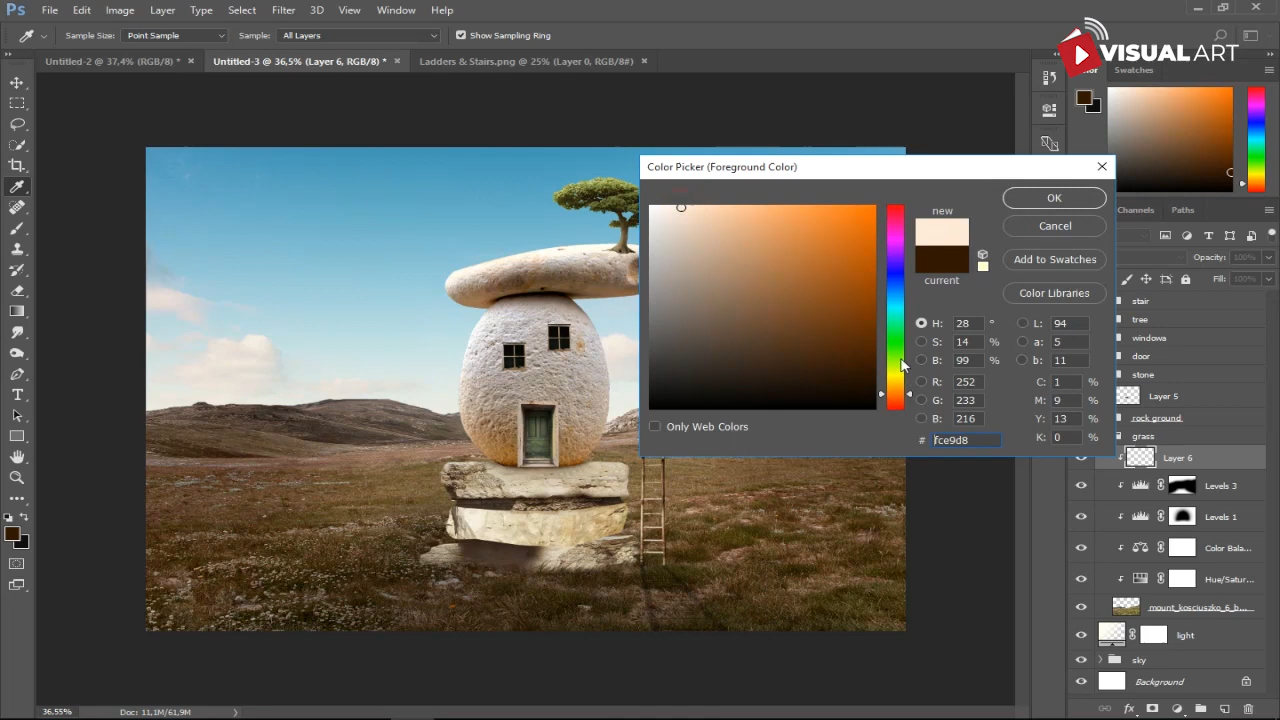 Ps File Edit Image Layer Type Select Filter 3D View Window Help
Sample Size: Point Sample Sample: All Layers Show Sampling Ring
VISUAL ART
Untitled-2 @ 37,4% (RGB/8) * Untitled-3 @ 36,5% (Layer 6, RGB/8) * Ladders & Stairs.png @ 25% (Layer 0, RGB/8#)
Swatches
Color Picker (Foreground Color)
new
current
OK
Cancel
Add to Swatches
Color Libraries
H: 28 °
S: 14 %
B: 99 %
R: 252
G: 233
B: 216
# fce9d8
L: 94
a: 5
b: 11
C: 1 %
M: 9 %
Y: 13 %
K: 0 %
Only Web Colors
Channels Paths
Opacity: 100%
Fill: 100%
stair
tree
windowa
door
stone
Layer 5
rock ground
grass
Layer 6
Levels 3
Levels 1
Color Bala...
Hue/Satur...
mount_kosciuszko_6_b...
light
sky
Background
fx
36,55% Doc: 11,1M/61,9M